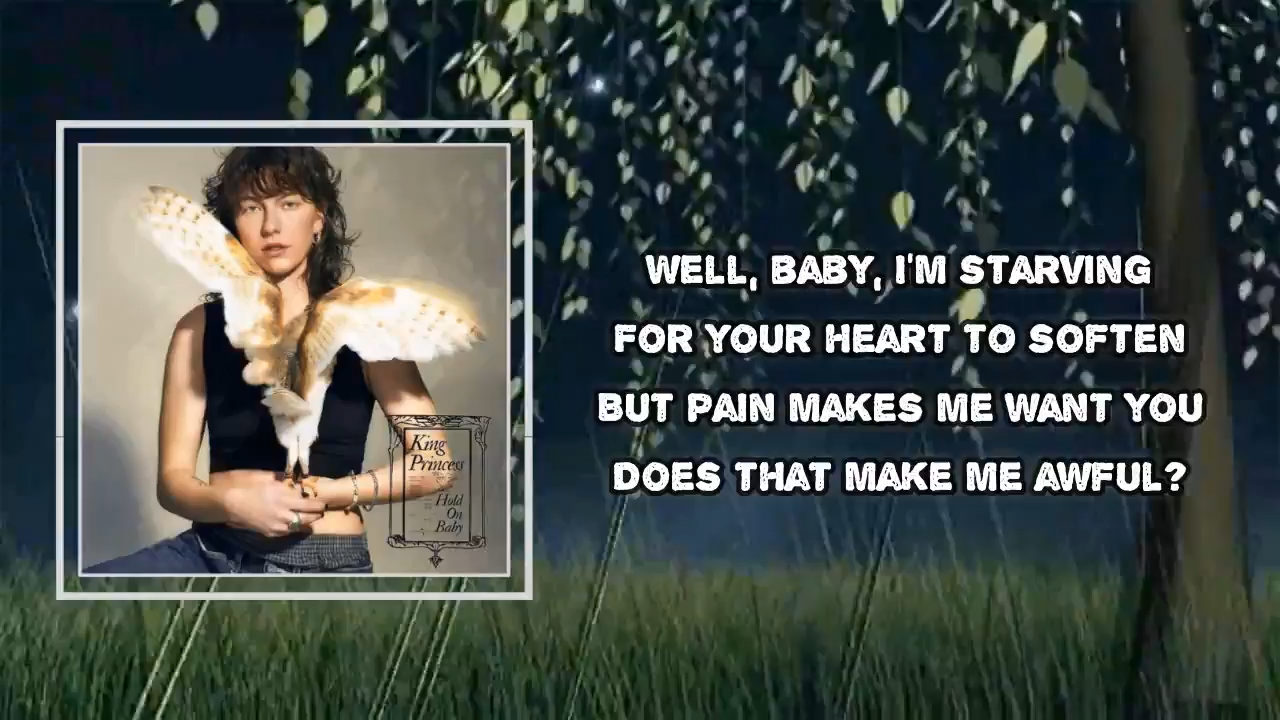 King
Princess
Hold
On
Baby
WELL, BABY, I'M STARVING
FOR YOUR HEART TO SOFTEN
BUT PAIN MAKES ME WANT YOU
DOES THAT MAKE ME AWFUL?